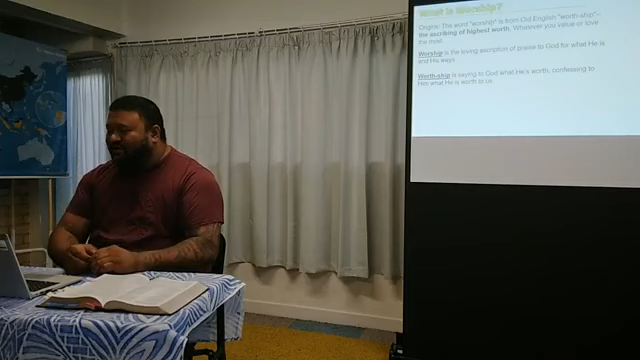 What is Worship?
Origins: The word "worship" is from Old English "worth-ship"-
the ascribing of highest worth. Whatever you value or love
the most.
Worship is the loving ascription of praise to God for what He is
and His ways
Worth-ship is saying to God what He's worth, confessing to
Him what He is worth to us.